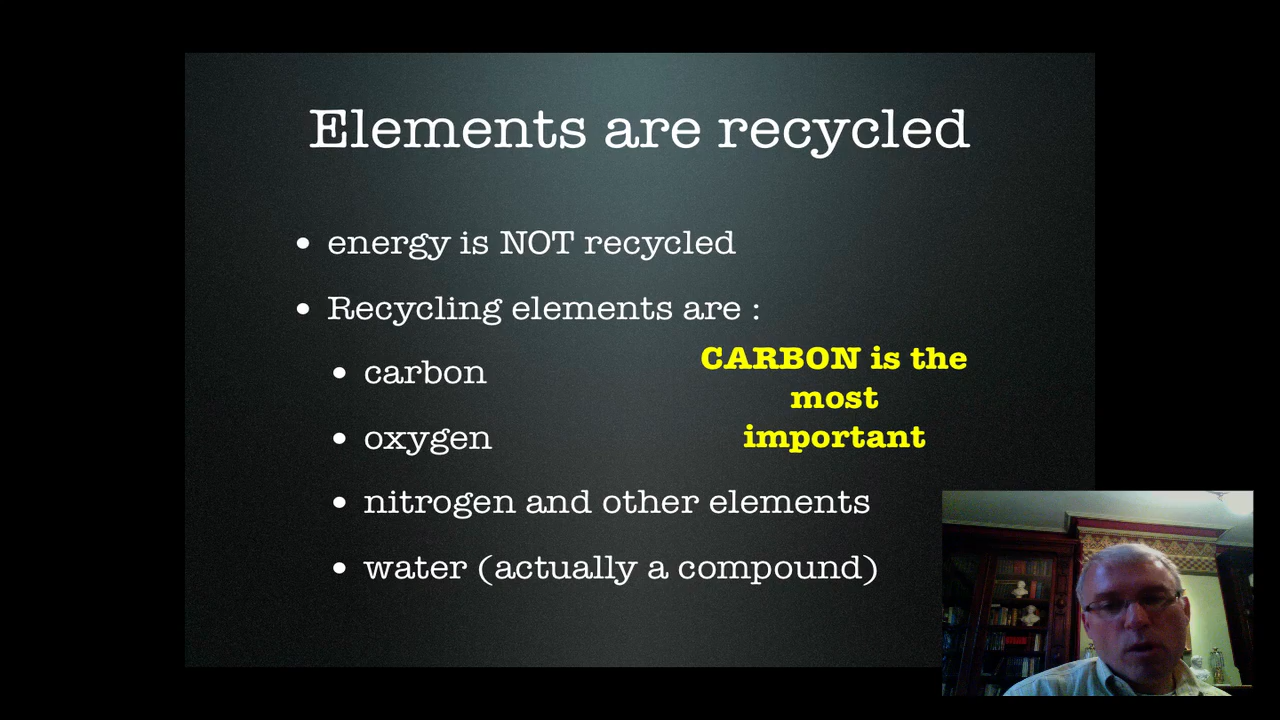 Elements are recycled
• energy is NOT recycled
• Recycling elements are :
• carbon
• oxygen
• nitrogen and other elements
• water (actually a compound)
CARBON is the
most
important